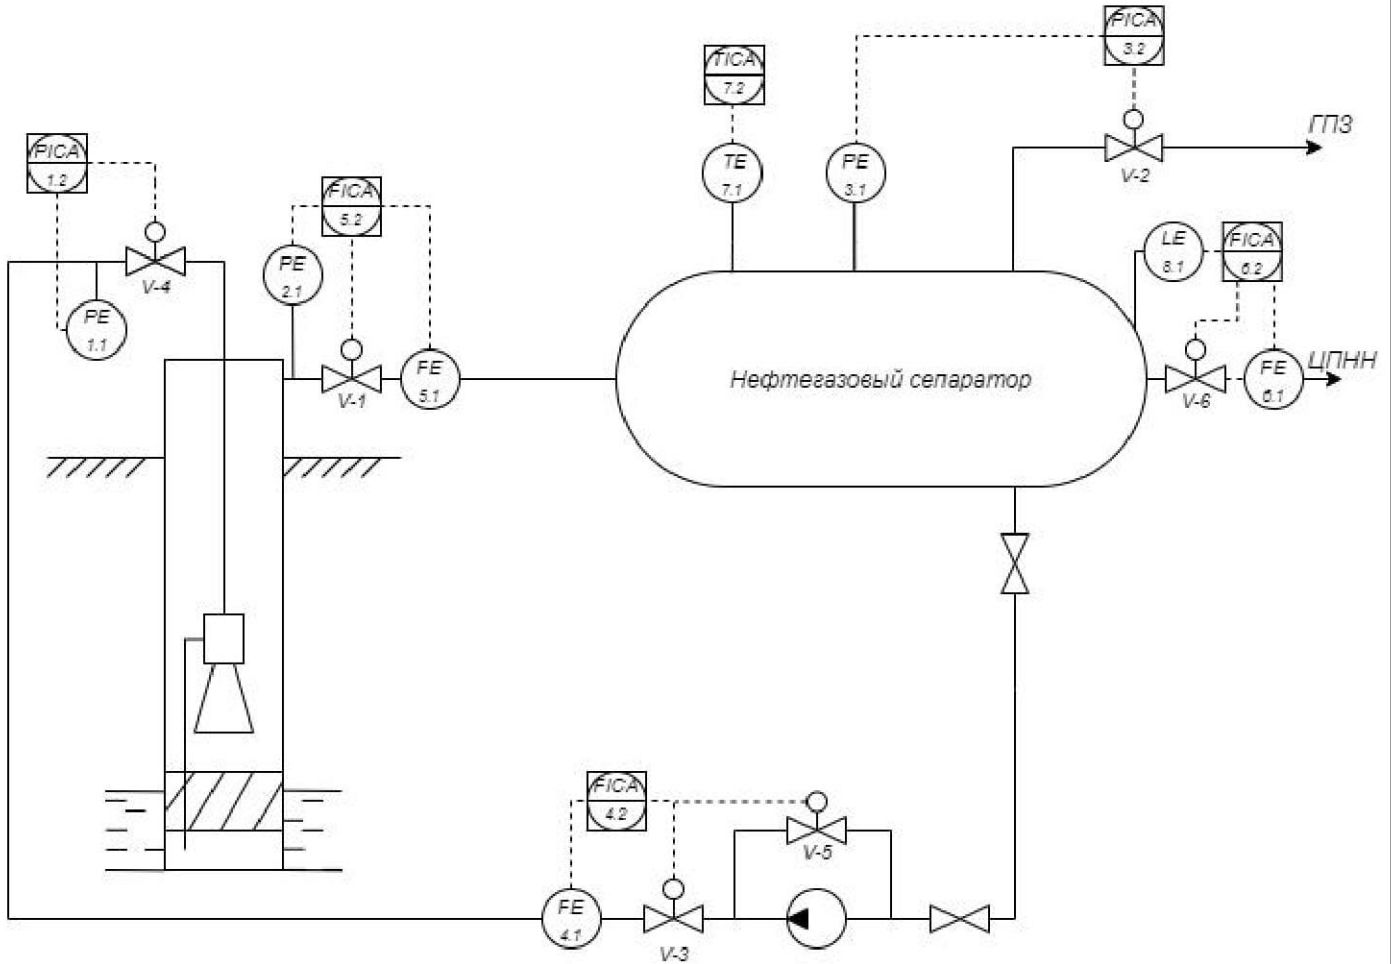 PICA
3.2
TICA
7.2
ГПЗ
V-2
PICA
1.2
TE
7.1
PE
3.1
FICA
5.2
LE
8.1
FICA
6.2
PE
2.1
V-4
PE
1.1
V-1
FE
5.1
Нефтегазовый сепаратор
V-6
FE
6.1
ЦПНН
FICA
4.2
V-5
FE
4.1
V-3